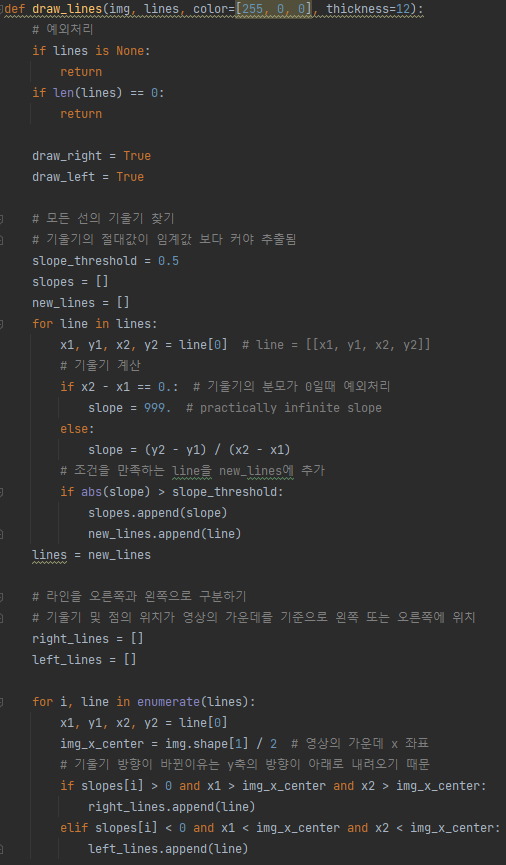 def draw_lines(img, lines, color=[255, 0, 0], thickness=12):
    # 예외처리
    if lines is None:
        return
    if len(lines) == 0:
        return

    draw_right = True
    draw_left = True

    # 모든 선의 기울기 찾기
    # 기울기의 절대값이 임계값 보다 커야 추출됨
    slope_threshold = 0.5
    slopes = []
    new_lines = []
    for line in lines:
        x1, y1, x2, y2 = line[0]  # line = [[x1, y1, x2, y2]]
        # 기울기 계산
        if x2 - x1 == 0.:  # 기울기의 분모가 0일때 예외처리
            slope = 999.  # practically infinite slope
        else:
            slope = (y2 - y1) / (x2 - x1)
        # 조건을 만족하는 line을 new_lines에 추가
        if abs(slope) > slope_threshold:
            slopes.append(slope)
            new_lines.append(line)
    lines = new_lines

    # 라인을 오른쪽과 왼쪽으로 구분하기
    # 기울기 및 점의 위치가 영상의 가운데를 기준으로 왼쪽 또는 오른쪽에 위치
    right_lines = []
    left_lines = []

    for i, line in enumerate(lines):
        x1, y1, x2, y2 = line[0]
        img_x_center = img.shape[1] / 2  # 영상의 가운데 x 좌표
        # 기울기 방향이 바뀐이유는 y축의 방향이 아래로 내려오기 때문
        if slopes[i] > 0 and x1 > img_x_center and x2 > img_x_center:
            right_lines.append(line)
        elif slopes[i] < 0 and x1 < img_x_center and x2 < img_x_center:
            left_lines.append(line)